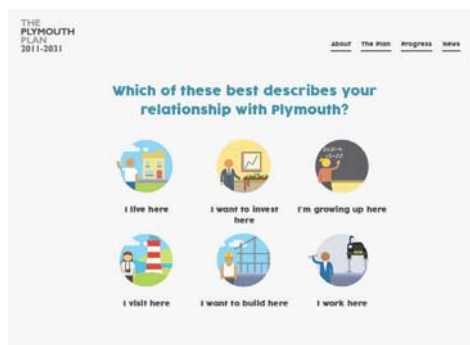 THE
PLYMOUTH
PLAN
2011-2031
About The Plan Progress News
Which of these best describes your
relationship with Plymouth?
I live here
I want to invest
here
I'm growing up here
I visit here
I want to build here
I work here